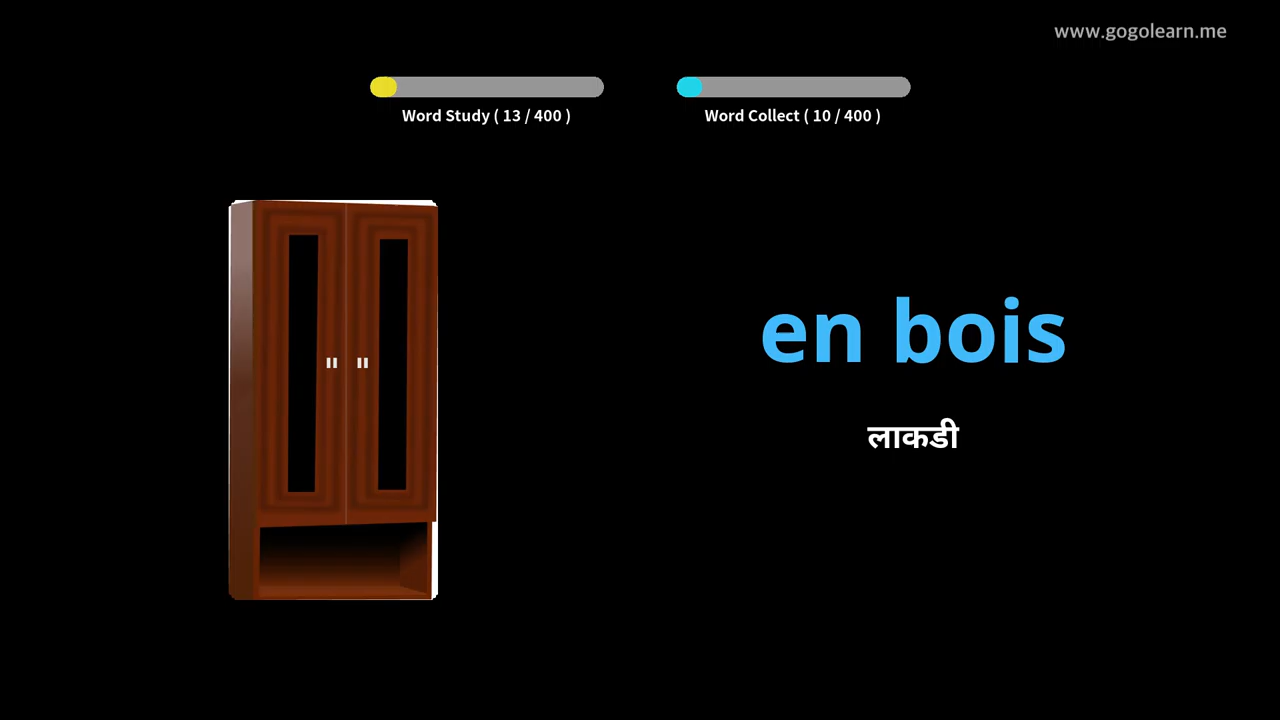 www.gogolearn.me
Word Study ( 13 / 400 )
Word Collect ( 10 / 400 )
en bois
लाकडी